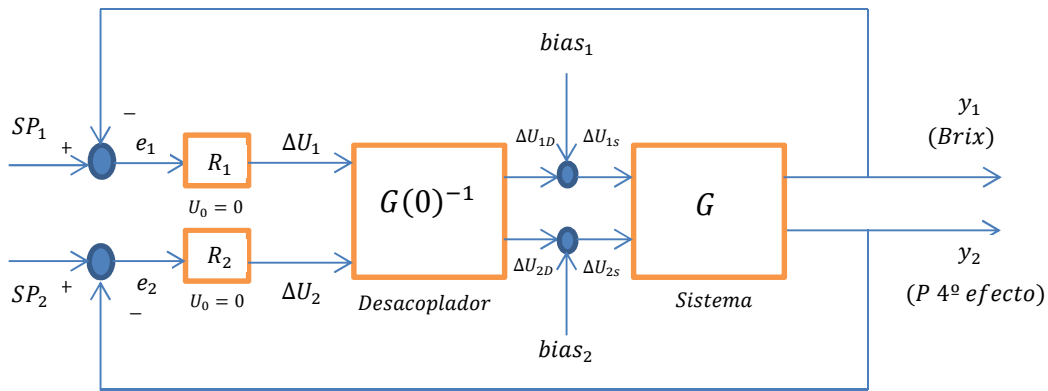 bias₁
−
SP₁
+
e₁
R₁
U₀ = 0
ΔU₁
G(0)⁻¹
ΔU₁D
ΔU₁s
G
y₁
(Brix)
SP₂
+
e₂
−
R₂
U₀ = 0
ΔU₂
Desacoplador
ΔU₂D
ΔU₂s
Sistema
y₂
(P 4º efecto)
bias₂